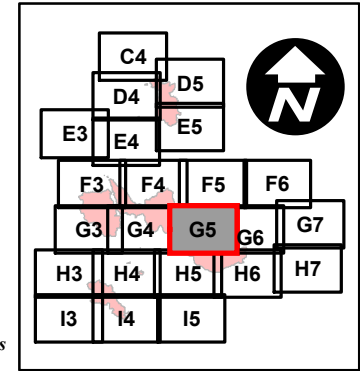 C4
D4 D5
E3 E4 E5
N
F3 F4 F5 F6
G3 G4 G5 G6 G7
H3 H4 H5 H6 H7
I3 I4 I5
s